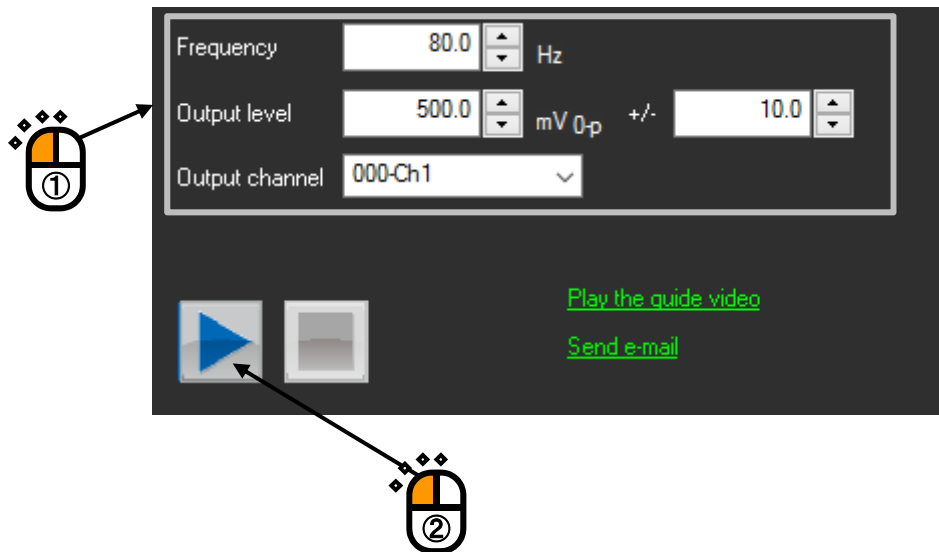 Frequency 80.0 Hz
Output level 500.0 mV 0-p +/- 10.0
Output channel 000-Ch1
①
Play the guide video
Send e-mail
②